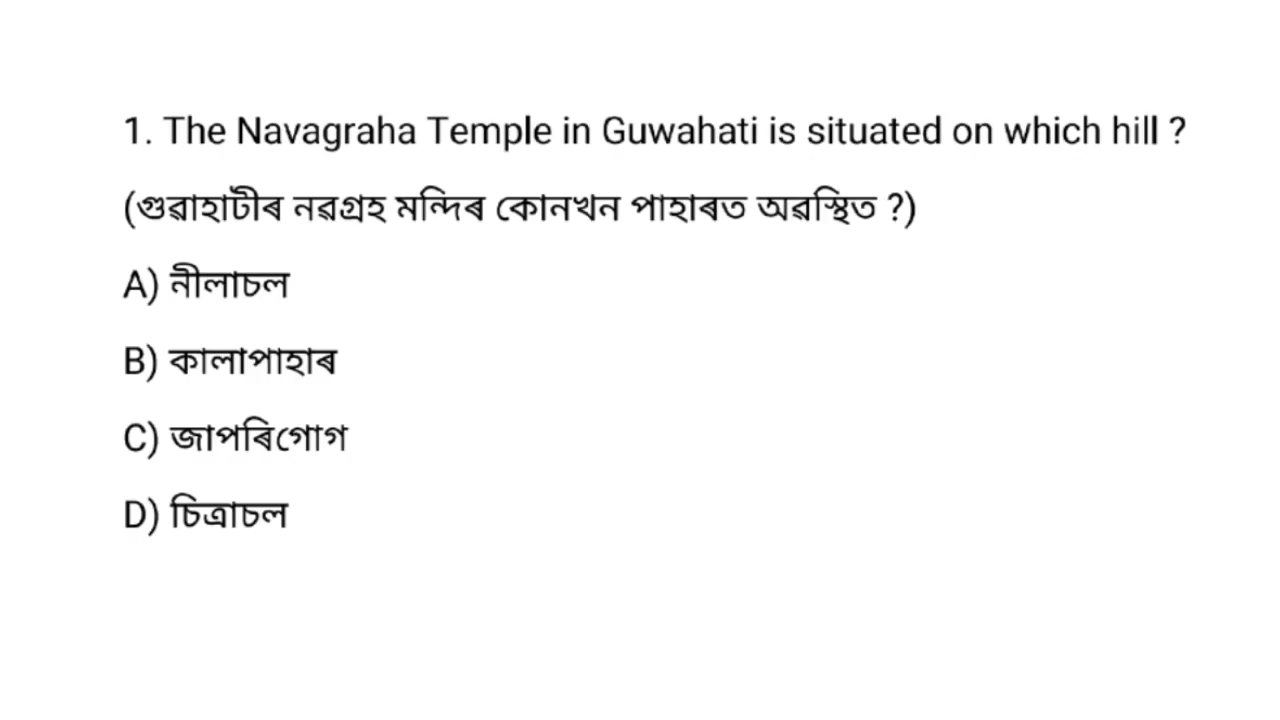 1. The Navagraha Temple in Guwahati is situated on which hill ?
(গুৱাহাটীৰ নৱগ্ৰহ মন্দিৰ কোনখন পাহাৰত অৱস্থিত ?)
A) নীলাচল
B) কালাপাহাৰ
C) জাপৰিগোগ
D) চিত্ৰাচল